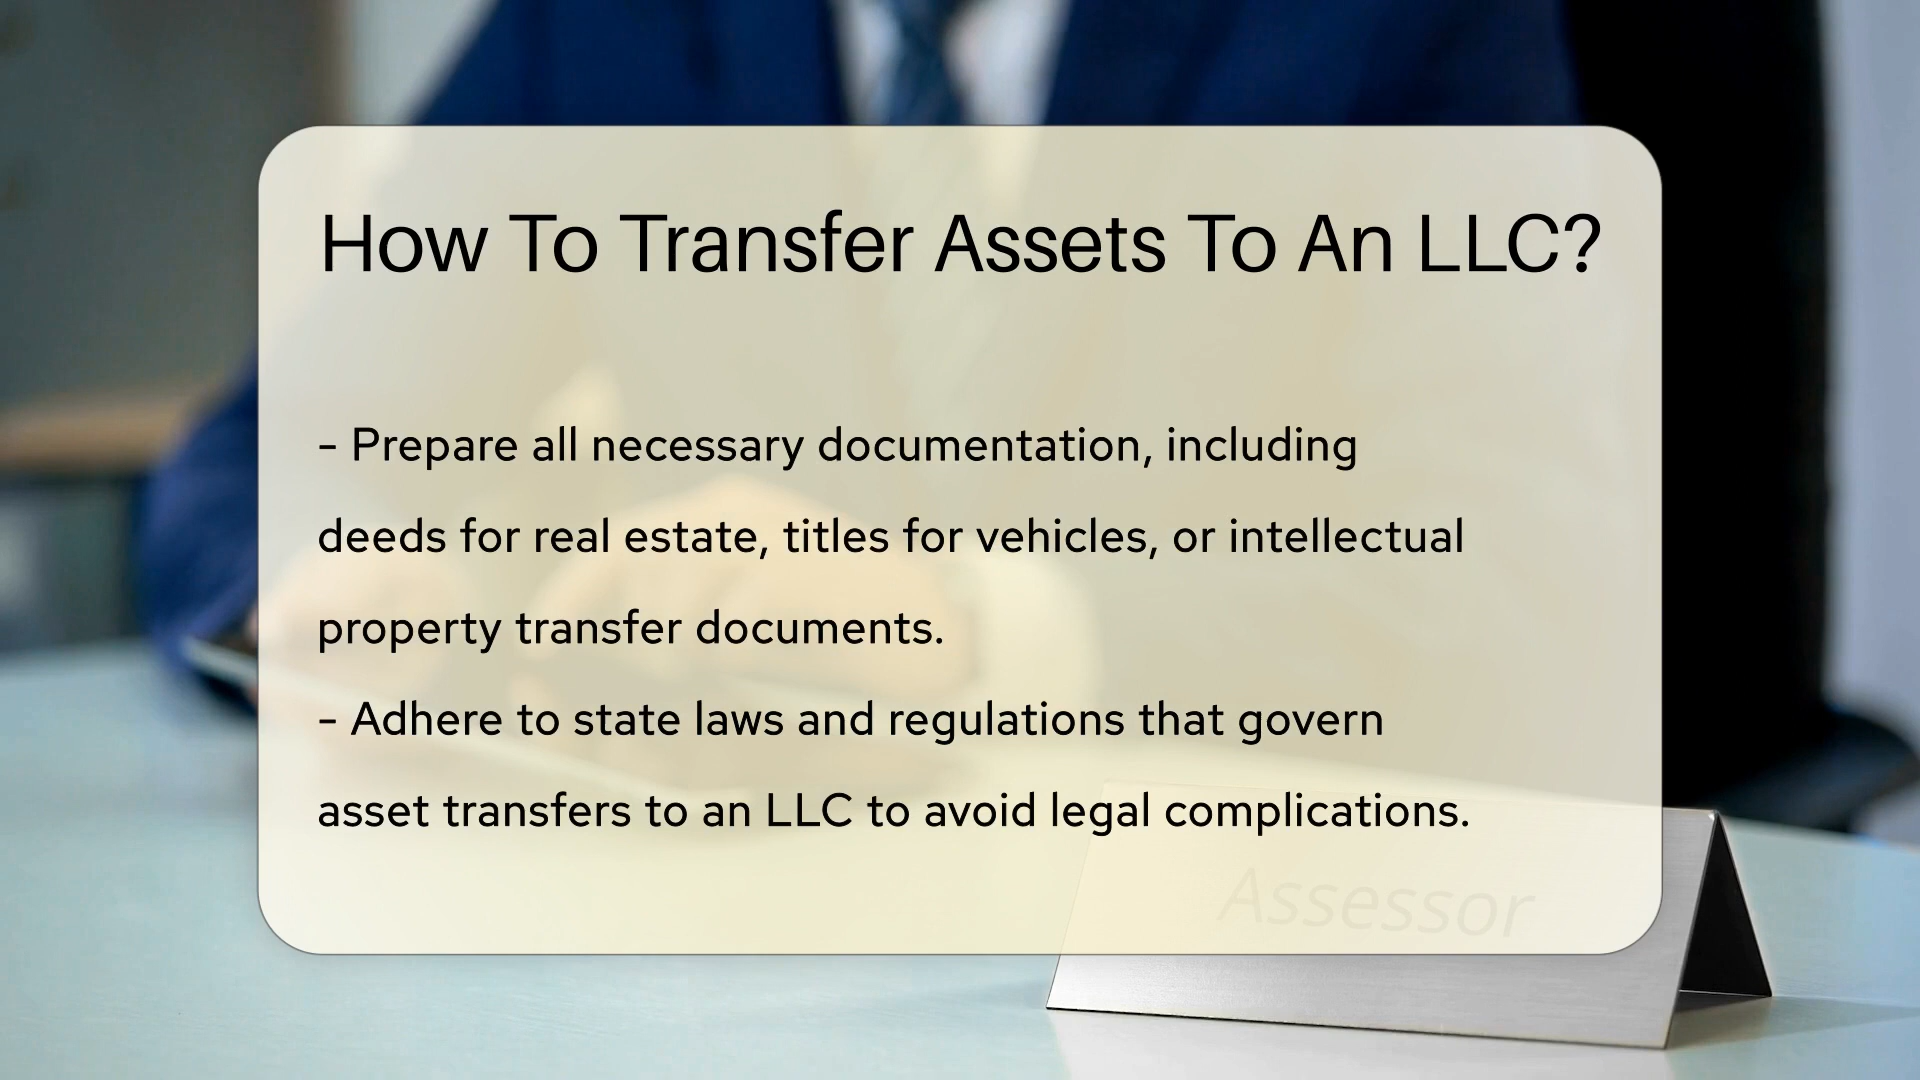 How To Transfer Assets To An LLC?
- Prepare all necessary documentation, including
deeds for real estate, titles for vehicles, or intellectual
property transfer documents.
- Adhere to state laws and regulations that govern
asset transfers to an LLC to avoid legal complications.
Assessor